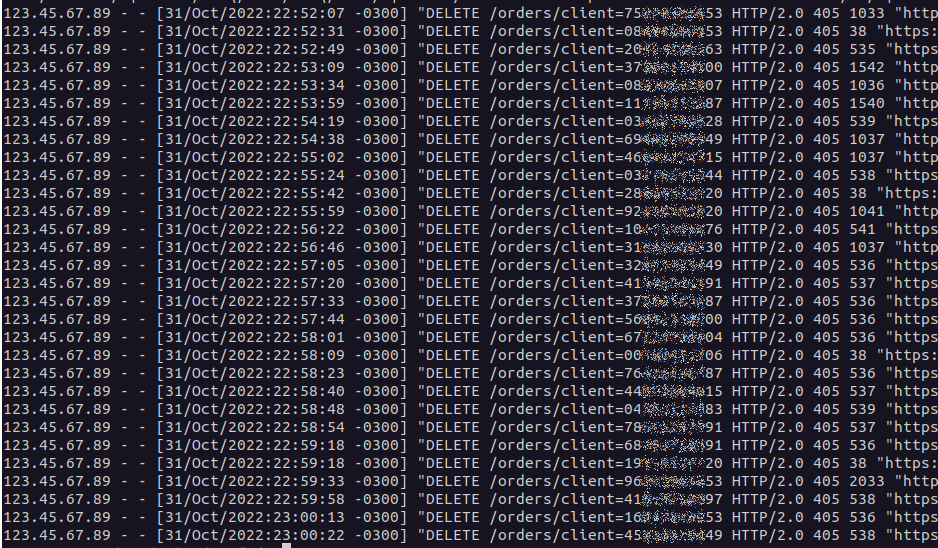 123.45.67.89 - - [31/Oct/2022:22:52:07 -0300] "DELETE /orders/client=75 53 HTTP/2.0 405 1033 "http
123.45.67.89 - - [31/Oct/2022:22:52:31 -0300] "DELETE /orders/client=08 53 HTTP/2.0 405 38 "https:
123.45.67.89 - - [31/Oct/2022:22:52:49 -0300] "DELETE /orders/client=20 63 HTTP/2.0 405 535 "https
123.45.67.89 - - [31/Oct/2022:22:53:09 -0300] "DELETE /orders/client=37 00 HTTP/2.0 405 1542 "http
123.45.67.89 - - [31/Oct/2022:22:53:34 -0300] "DELETE /orders/client=08 07 HTTP/2.0 405 1036 "http
123.45.67.89 - - [31/Oct/2022:22:53:59 -0300] "DELETE /orders/client=11 87 HTTP/2.0 405 1540 "http
123.45.67.89 - - [31/Oct/2022:22:54:19 -0300] "DELETE /orders/client=03 28 HTTP/2.0 405 539 "https
123.45.67.89 - - [31/Oct/2022:22:54:38 -0300] "DELETE /orders/client=69 49 HTTP/2.0 405 1037 "http
123.45.67.89 - - [31/Oct/2022:22:55:02 -0300] "DELETE /orders/client=46 15 HTTP/2.0 405 1037 "http
123.45.67.89 - - [31/Oct/2022:22:55:24 -0300] "DELETE /orders/client=03 44 HTTP/2.0 405 538 "https
123.45.67.89 - - [31/Oct/2022:22:55:42 -0300] "DELETE /orders/client=28 20 HTTP/2.0 405 38 "https:
123.45.67.89 - - [31/Oct/2022:22:55:59 -0300] "DELETE /orders/client=92 20 HTTP/2.0 405 1041 "http
123.45.67.89 - - [31/Oct/2022:22:56:22 -0300] "DELETE /orders/client=10 76 HTTP/2.0 405 541 "https
123.45.67.89 - - [31/Oct/2022:22:56:46 -0300] "DELETE /orders/client=31 30 HTTP/2.0 405 1037 "http
123.45.67.89 - - [31/Oct/2022:22:57:05 -0300] "DELETE /orders/client=32 49 HTTP/2.0 405 536 "https
123.45.67.89 - - [31/Oct/2022:22:57:20 -0300] "DELETE /orders/client=41 91 HTTP/2.0 405 537 "https
123.45.67.89 - - [31/Oct/2022:22:57:33 -0300] "DELETE /orders/client=37 87 HTTP/2.0 405 536 "https
123.45.67.89 - - [31/Oct/2022:22:57:44 -0300] "DELETE /orders/client=56 00 HTTP/2.0 405 536 "https
123.45.67.89 - - [31/Oct/2022:22:58:01 -0300] "DELETE /orders/client=67 04 HTTP/2.0 405 536 "https
123.45.67.89 - - [31/Oct/2022:22:58:09 -0300] "DELETE /orders/client=00 06 HTTP/2.0 405 38 "https:
123.45.67.89 - - [31/Oct/2022:22:58:23 -0300] "DELETE /orders/client=76 87 HTTP/2.0 405 536 "https
123.45.67.89 - - [31/Oct/2022:22:58:40 -0300] "DELETE /orders/client=44 15 HTTP/2.0 405 537 "https
123.45.67.89 - - [31/Oct/2022:22:58:48 -0300] "DELETE /orders/client=04 83 HTTP/2.0 405 539 "https
123.45.67.89 - - [31/Oct/2022:22:58:54 -0300] "DELETE /orders/client=78 91 HTTP/2.0 405 537 "https
123.45.67.89 - - [31/Oct/2022:22:59:18 -0300] "DELETE /orders/client=68 91 HTTP/2.0 405 536 "https
123.45.67.89 - - [31/Oct/2022:22:59:18 -0300] "DELETE /orders/client=19 20 HTTP/2.0 405 38 "https:
123.45.67.89 - - [31/Oct/2022:22:59:33 -0300] "DELETE /orders/client=96 53 HTTP/2.0 405 2033 "http
123.45.67.89 - - [31/Oct/2022:22:59:58 -0300] "DELETE /orders/client=41 97 HTTP/2.0 405 538 "https
123.45.67.89 - - [31/Oct/2022:23:00:13 -0300] "DELETE /orders/client=16 53 HTTP/2.0 405 536 "https
123.45.67.89 - - [31/Oct/2022:23:00:22 -0300] "DELETE /orders/client=45 49 HTTP/2.0 405 538 "https